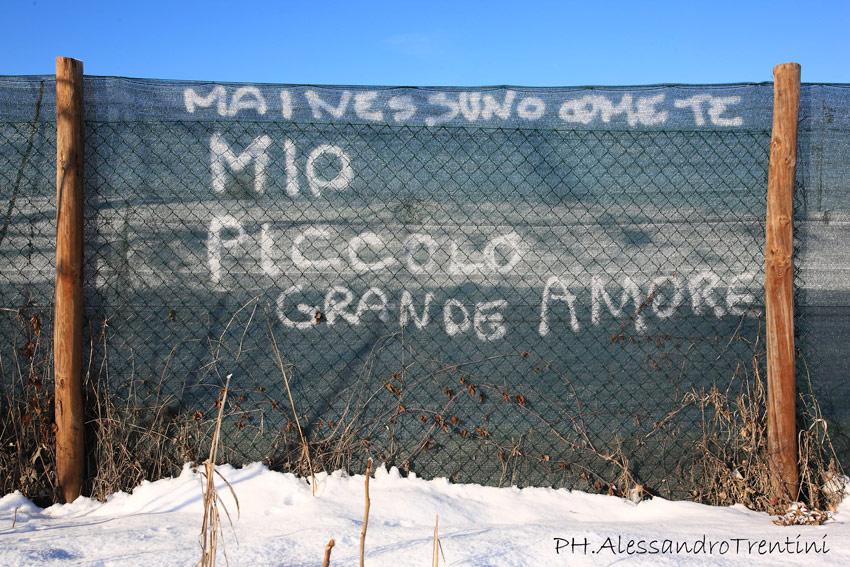 MAI NESSUNO COME TE
MIO
PICCOLO
GRANDE AMORE
PH.AlessandroTrentini